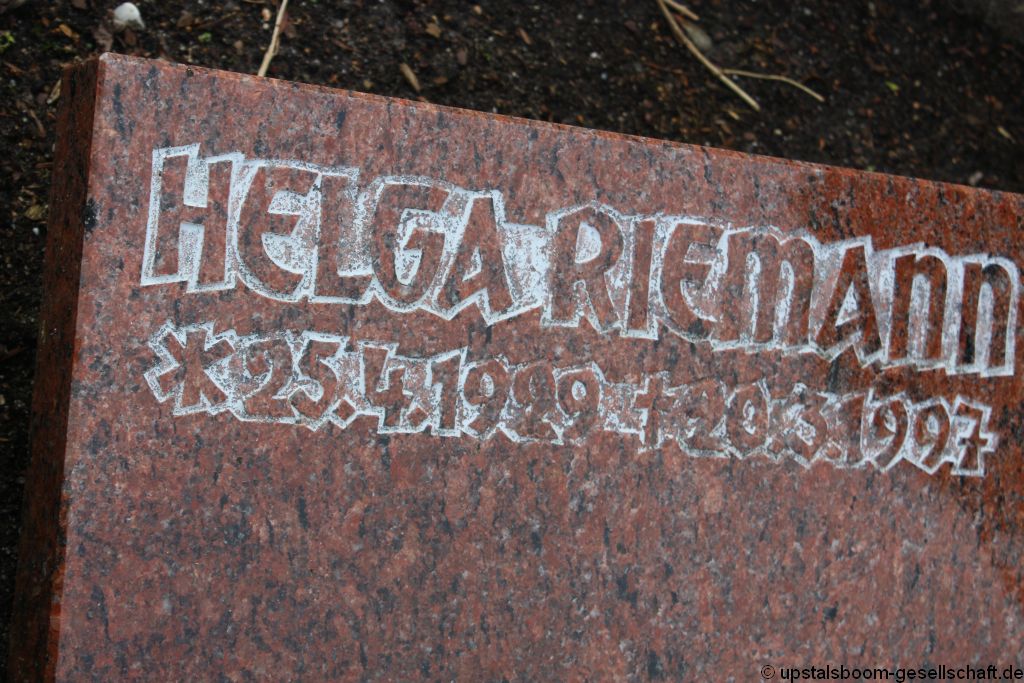 HELGA RIEMANN
* 25.4.1929 + 20.3.1997
© upstalsboom-gesellschaft.de